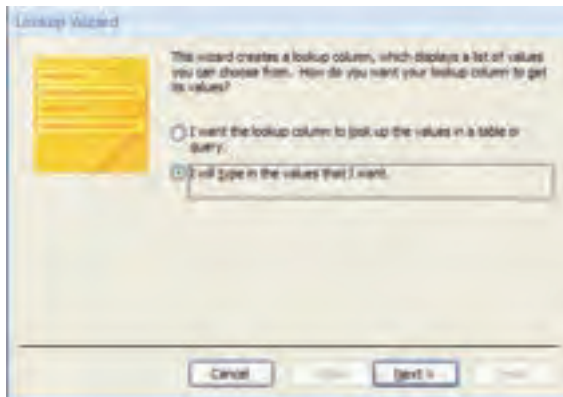 Lookup Wizard
This wizard creates a lookup column, which displays a list of values
you can choose from. How do you want your lookup column to get
its values?
I want the lookup column to look up the values in a table or
query.
I will type in the values that I want.
Cancel
Next >